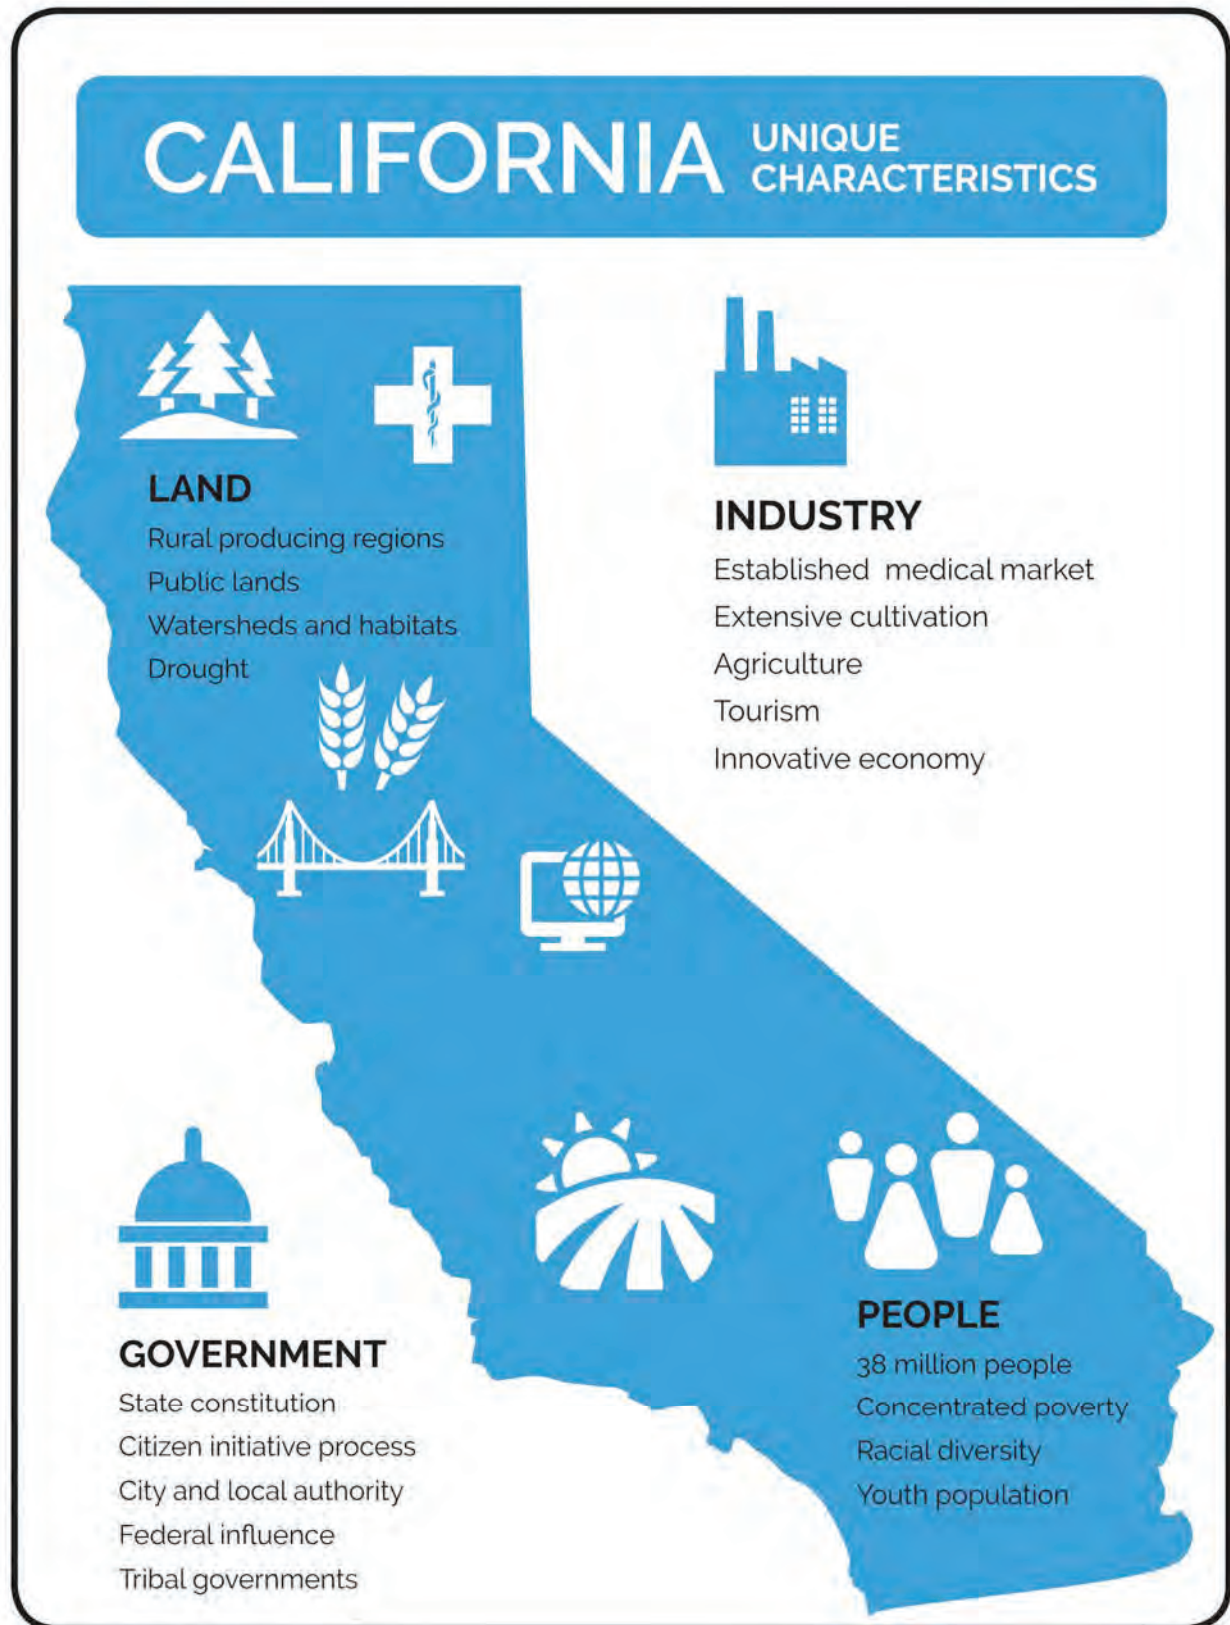 CALIFORNIA
UNIQUE
CHARACTERISTICS
LAND
Rural producing regions
Public lands
Watersheds and habitats
Drought
INDUSTRY
Established medical market
Extensive cultivation
Agriculture
Tourism
Innovative economy
GOVERNMENT
State constitution
Citizen initiative process
City and local authority
Federal influence
Tribal governments
PEOPLE
38 million people
Concentrated poverty
Racial diversity
Youth population